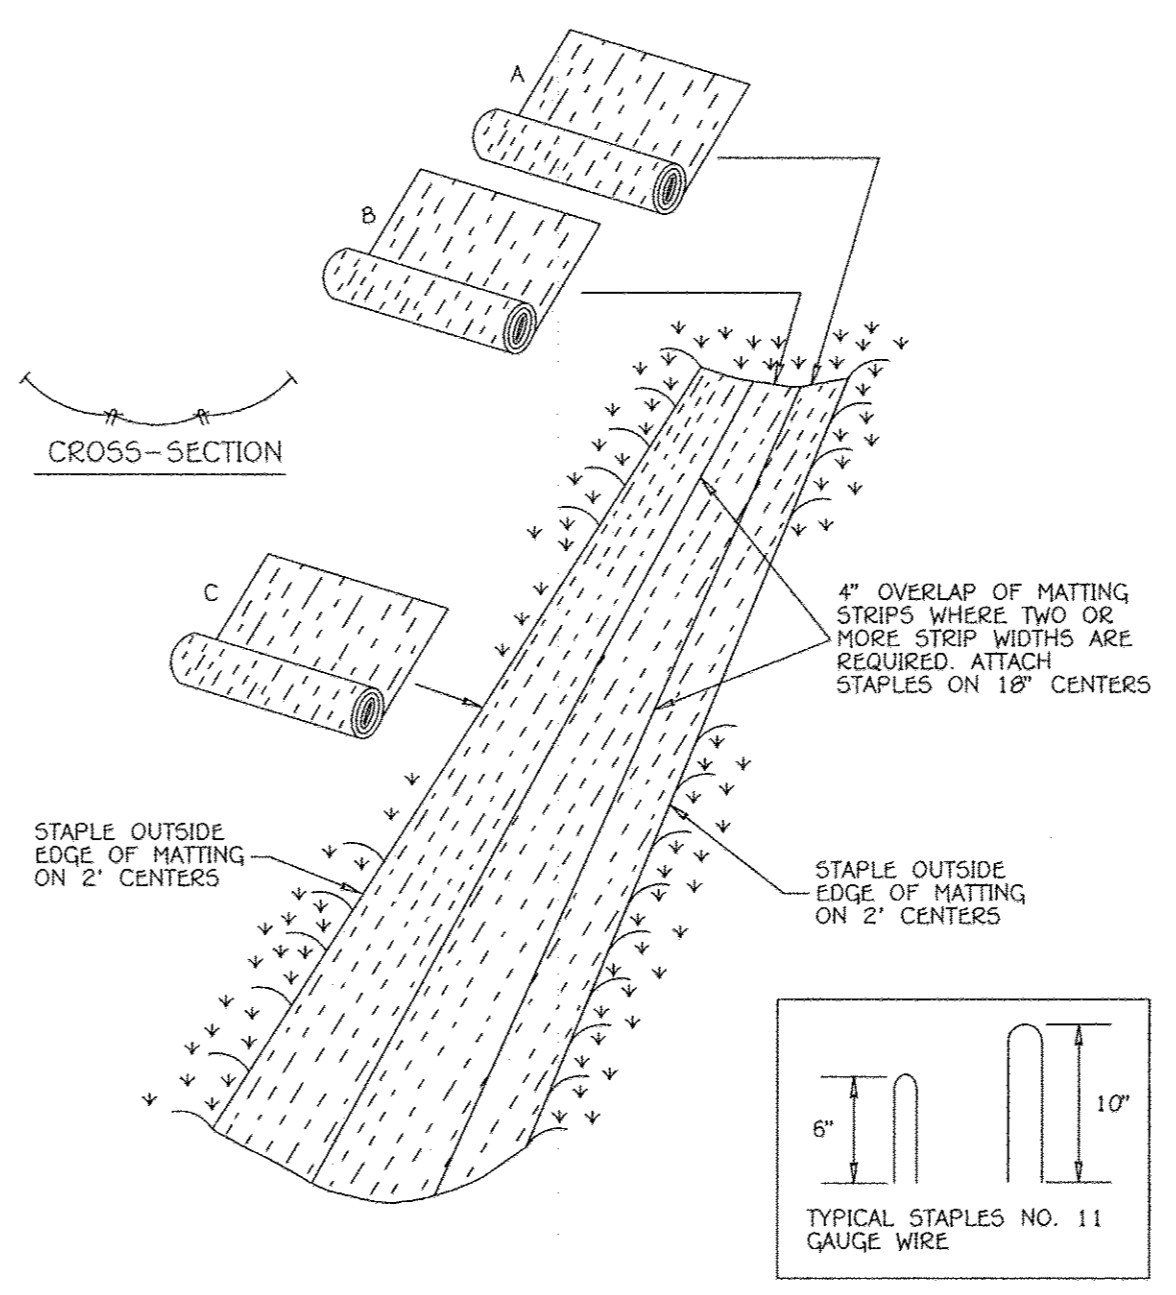 A
B
CROSS-SECTION
C
4" OVERLAP OF MATTING
STRIPS WHERE TWO OR
MORE STRIP WIDTHS ARE
REQUIRED. ATTACH
STAPLES ON 18" CENTERS
STAPLE OUTSIDE
EDGE OF MATTING
ON 2' CENTERS
STAPLE OUTSIDE
EDGE OF MATTING
ON 2' CENTERS
6"
10"
TYPICAL STAPLES NO. 11
GAUGE WIRE